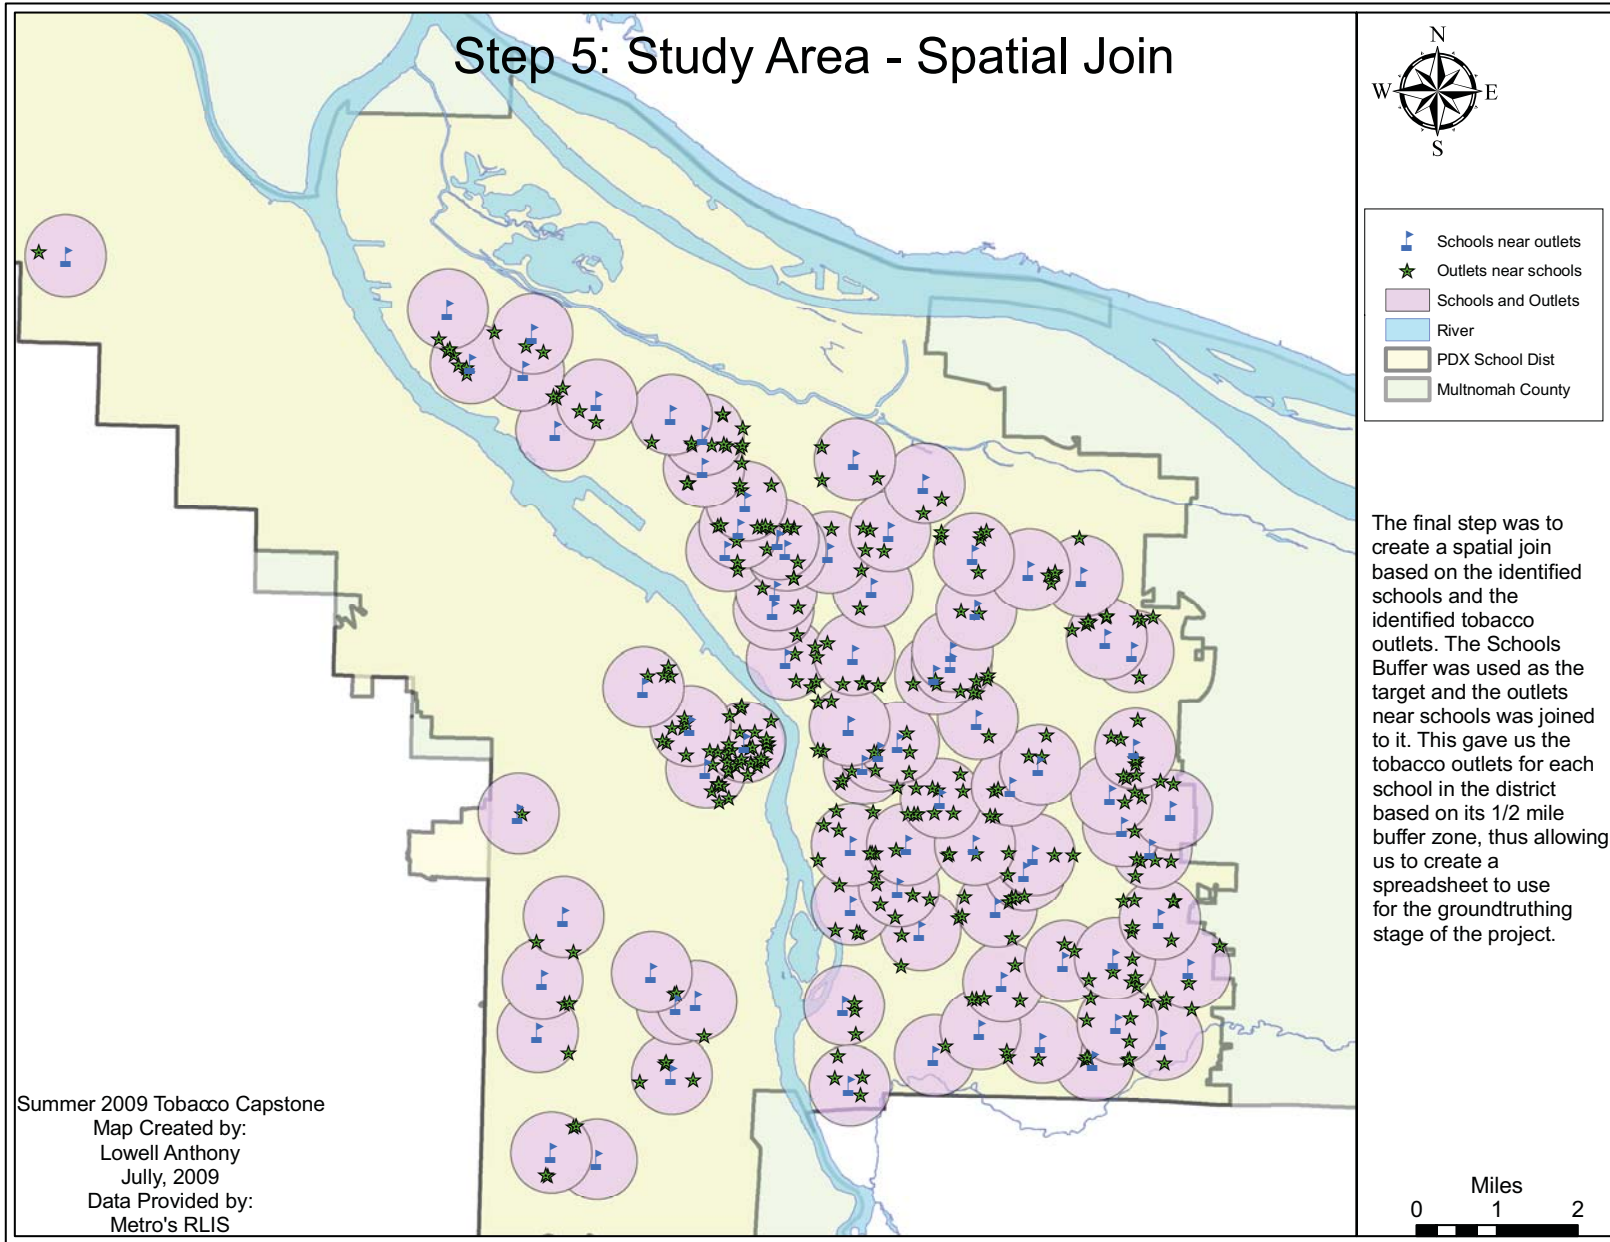 Step 5: Study Area - Spatial Join
N
W
E
S
Schools near outlets
Outlets near schools
Schools and Outlets
River
PDX School Dist
Multnomah County
The final step was to
create a spatial join
based on the identified
schools and the
identified tobacco
outlets. The Schools
Buffer was used as the
target and the outlets
near schools was joined
to it. This gave us the
tobacco outlets for each
school in the district
based on its 1/2 mile
buffer zone, thus allowing
us to create a
spreadsheet to use
for the groundtruthing
stage of the project.
Summer 2009 Tobacco Capstone
Map Created by:
Lowell Anthony
Jully, 2009
Data Provided by:
Metro's RLIS
Miles
0 1 2